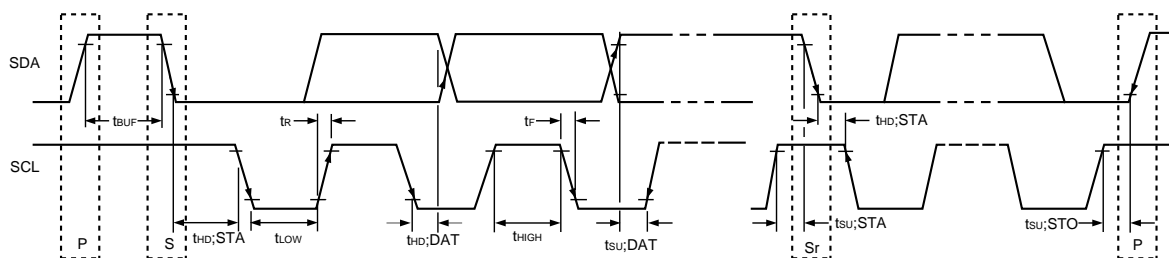 SDA
tBUF
tR
tF
tHD;STA
SCL
tHD;STA
tLOW
tHD;DAT
tHIGH
tSU;DAT
tSU;STA
tSU;STO
P
S
Sr
P